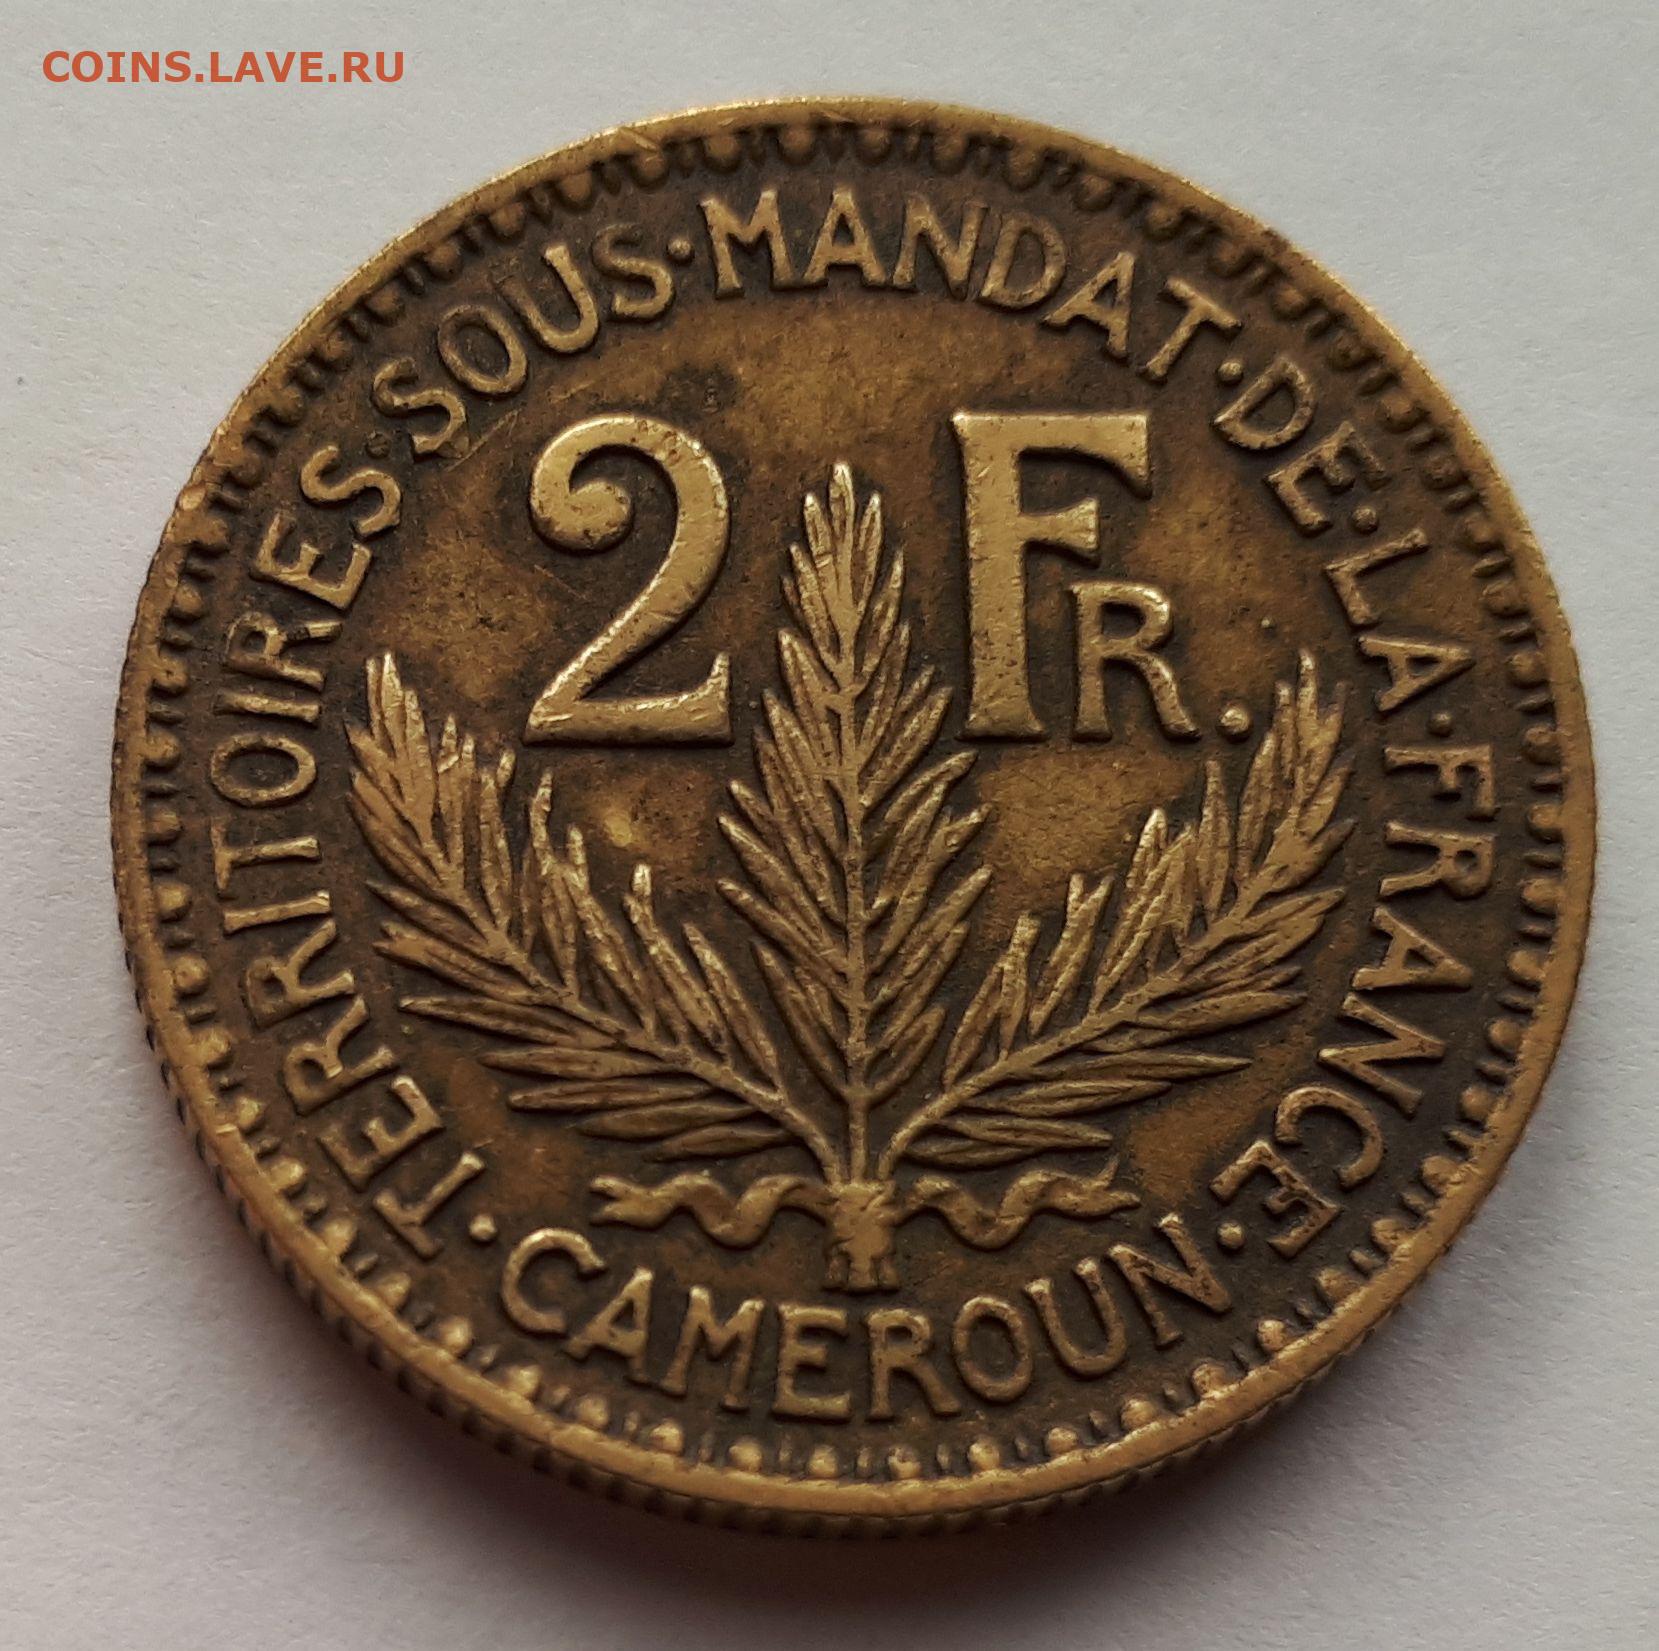 COINS.LAVE.RU
TERRITOIRES·SOUS·MANDAT·DE·LA·FRANCE·
2 FR.
·CAMEROUN·